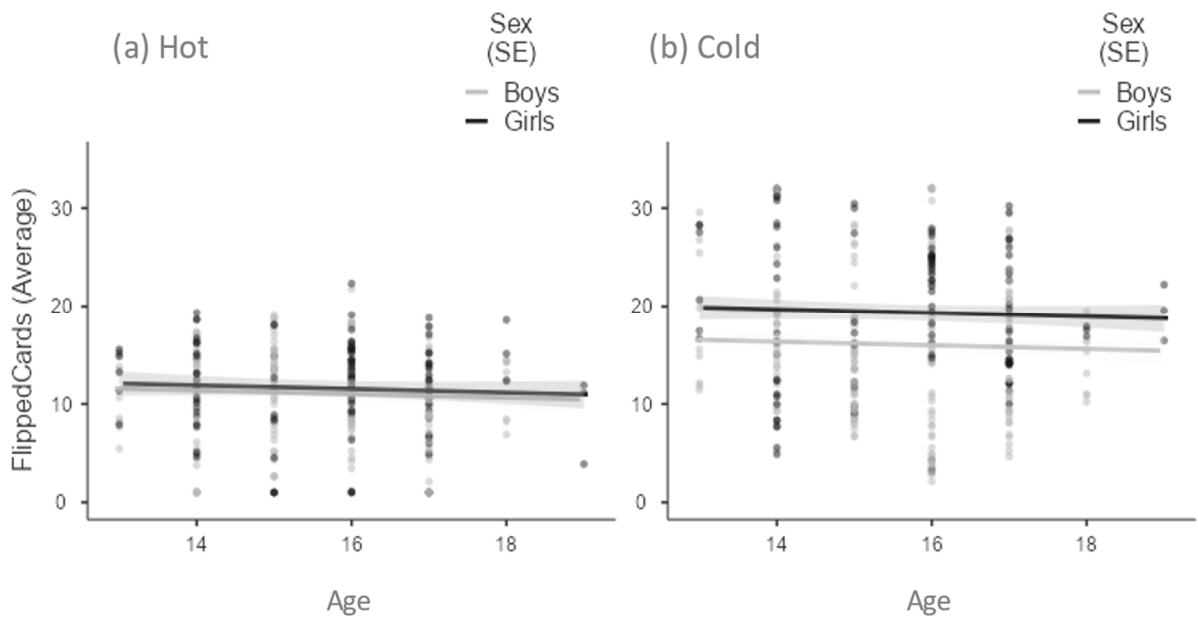 (a) Hot
Sex
(SE)
Boys
Girls
FlippedCards (Average)
30
20
10
0
14
16
18
Age
(b) Cold
Sex
(SE)
Boys
Girls
30
20
10
0
14
16
18
Age